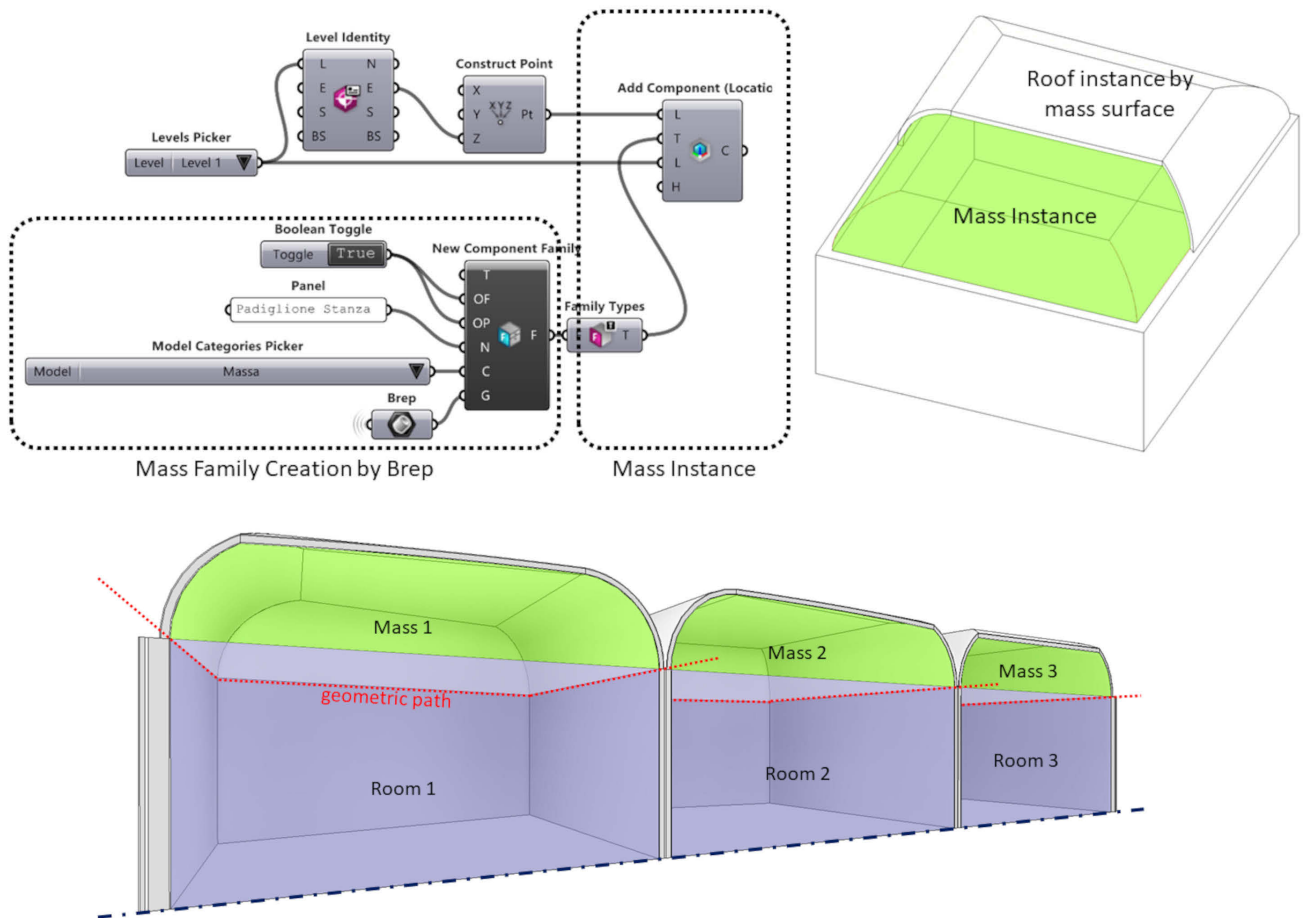 Level Identity
L N
E E
S S
BS BS
Construct Point
X
Y
Z
XYZ
Pt
Add Component (Locatio
L
T
L
H
C
Levels Picker
Level Level 1
Boolean Toggle
Toggle True
Panel
Padiglione Stanza
Model Categories Picker
Model Massa
Brep
New Component Family
T
OF
OP
N
C
G
F
Family Types
T
Mass Family Creation by Brep
Mass Instance
Roof instance by
mass surface
Mass Instance
Mass 1
Mass 2
Mass 3
geometric path
Room 1
Room 2
Room 3